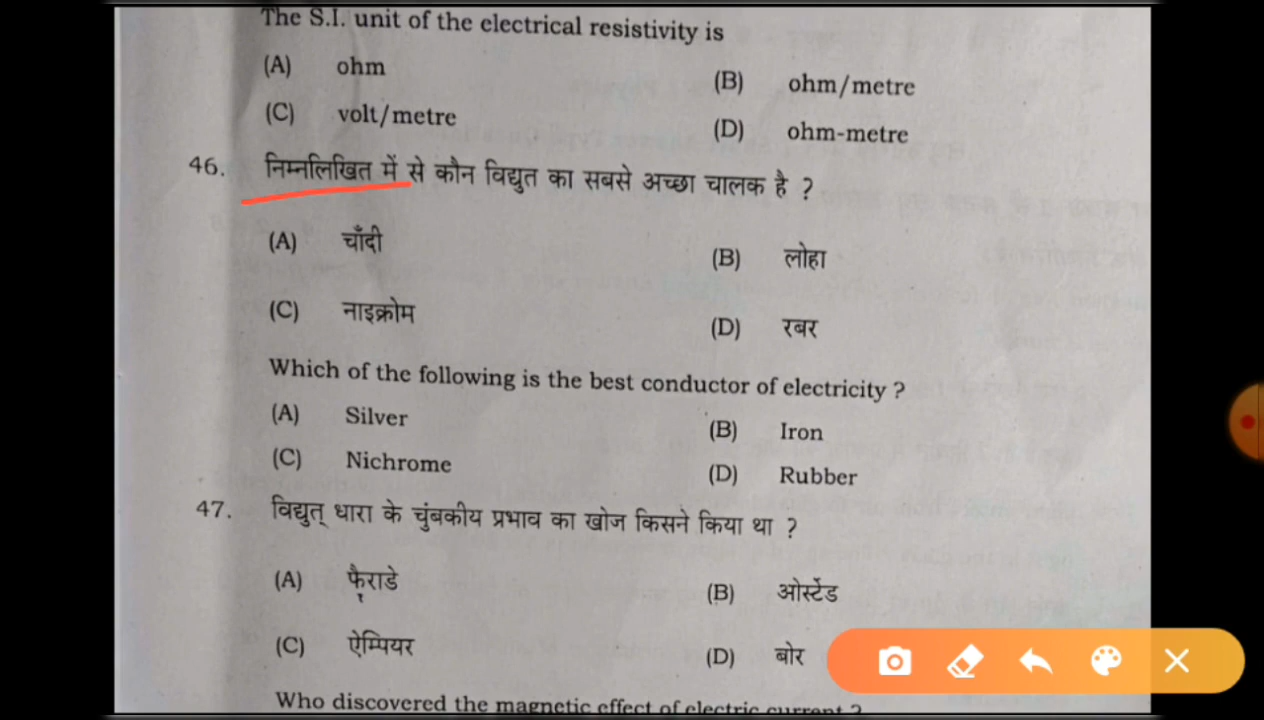 The S.I. unit of the electrical resistivity is
(A) ohm
(B) ohm/metre
(C) volt/metre
(D) ohm-metre
46. निम्नलिखित में से कौन विद्युत का सबसे अच्छा चालक है ?
(A) चाँदी
(B) लोहा
(C) नाइक्रोम
(D) रबर
Which of the following is the best conductor of electricity ?
(A) Silver
(B) Iron
(C) Nichrome
(D) Rubber
47. विद्युत् धारा के चुंबकीय प्रभाव का खोज किसने किया था ?
(A) फैराडे
(B) ओर्स्टेड
(C) ऐम्पियर
(D) बोर
Who discovered the magnetic effect of electric current ?